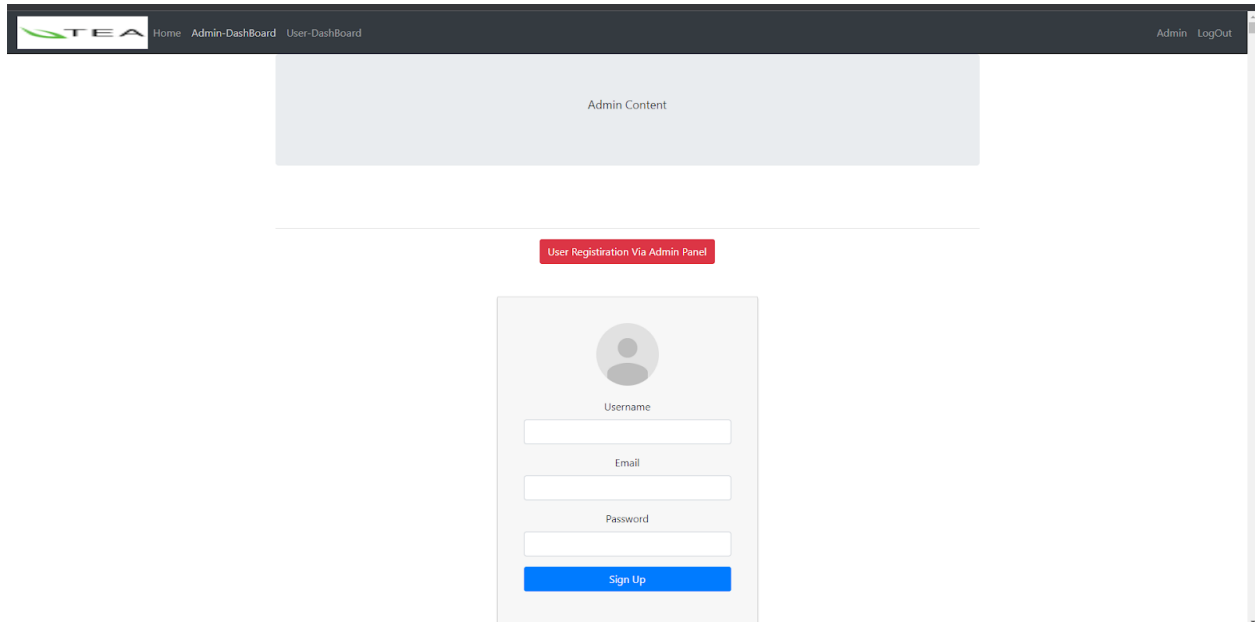 TEA Home Admin-DashBoard User-DashBoard Admin LogOut
Admin Content
User Registiration Via Admin Panel
Username
Email
Password
Sign Up